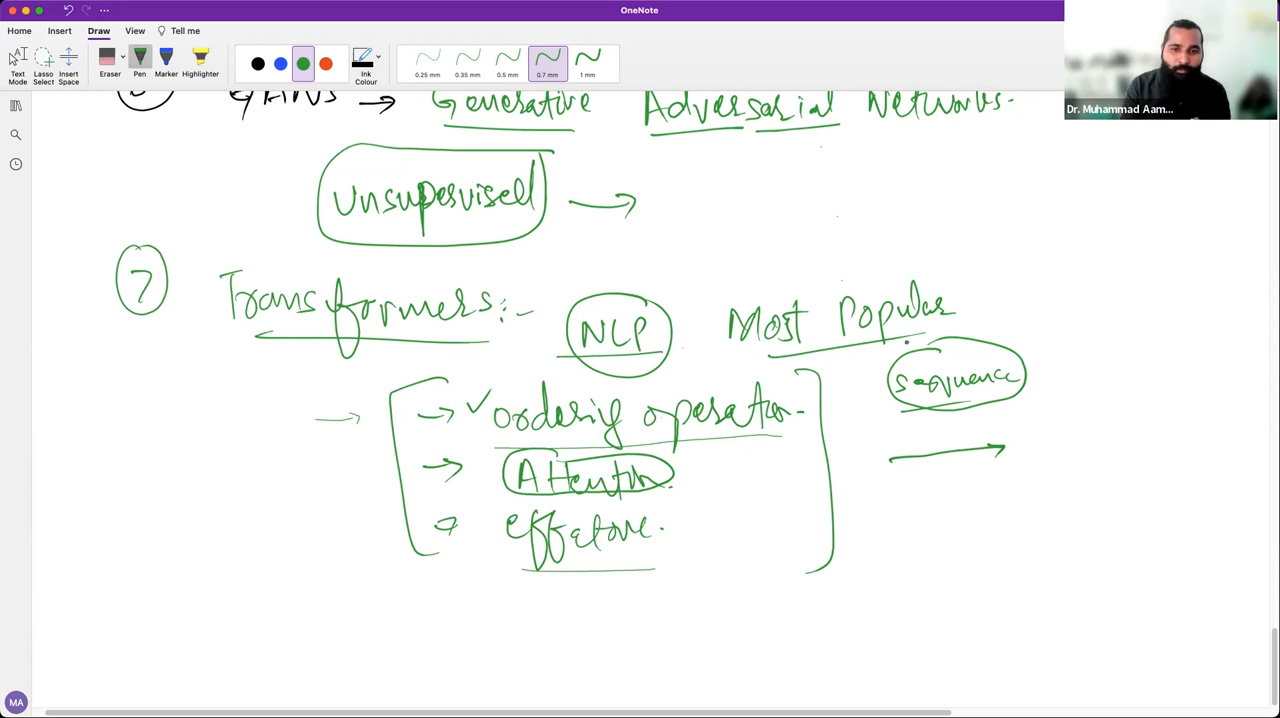 OneNote
Home Insert Draw View Tell me
Text Mode Lasso Select Insert Space Eraser Pen Marker Highlighter Ink Colour 0.25 mm 0.35 mm 0.5 mm 0.7 mm 1 mm
Dr. Muhammad Aam...
GANs → Generative Adversarial Networks.
Unsupervised →
7 Transformers:- NLP Most Popular
sequence
→ → ✓ ordering operation.
→ Attention.
→ effective.
MA